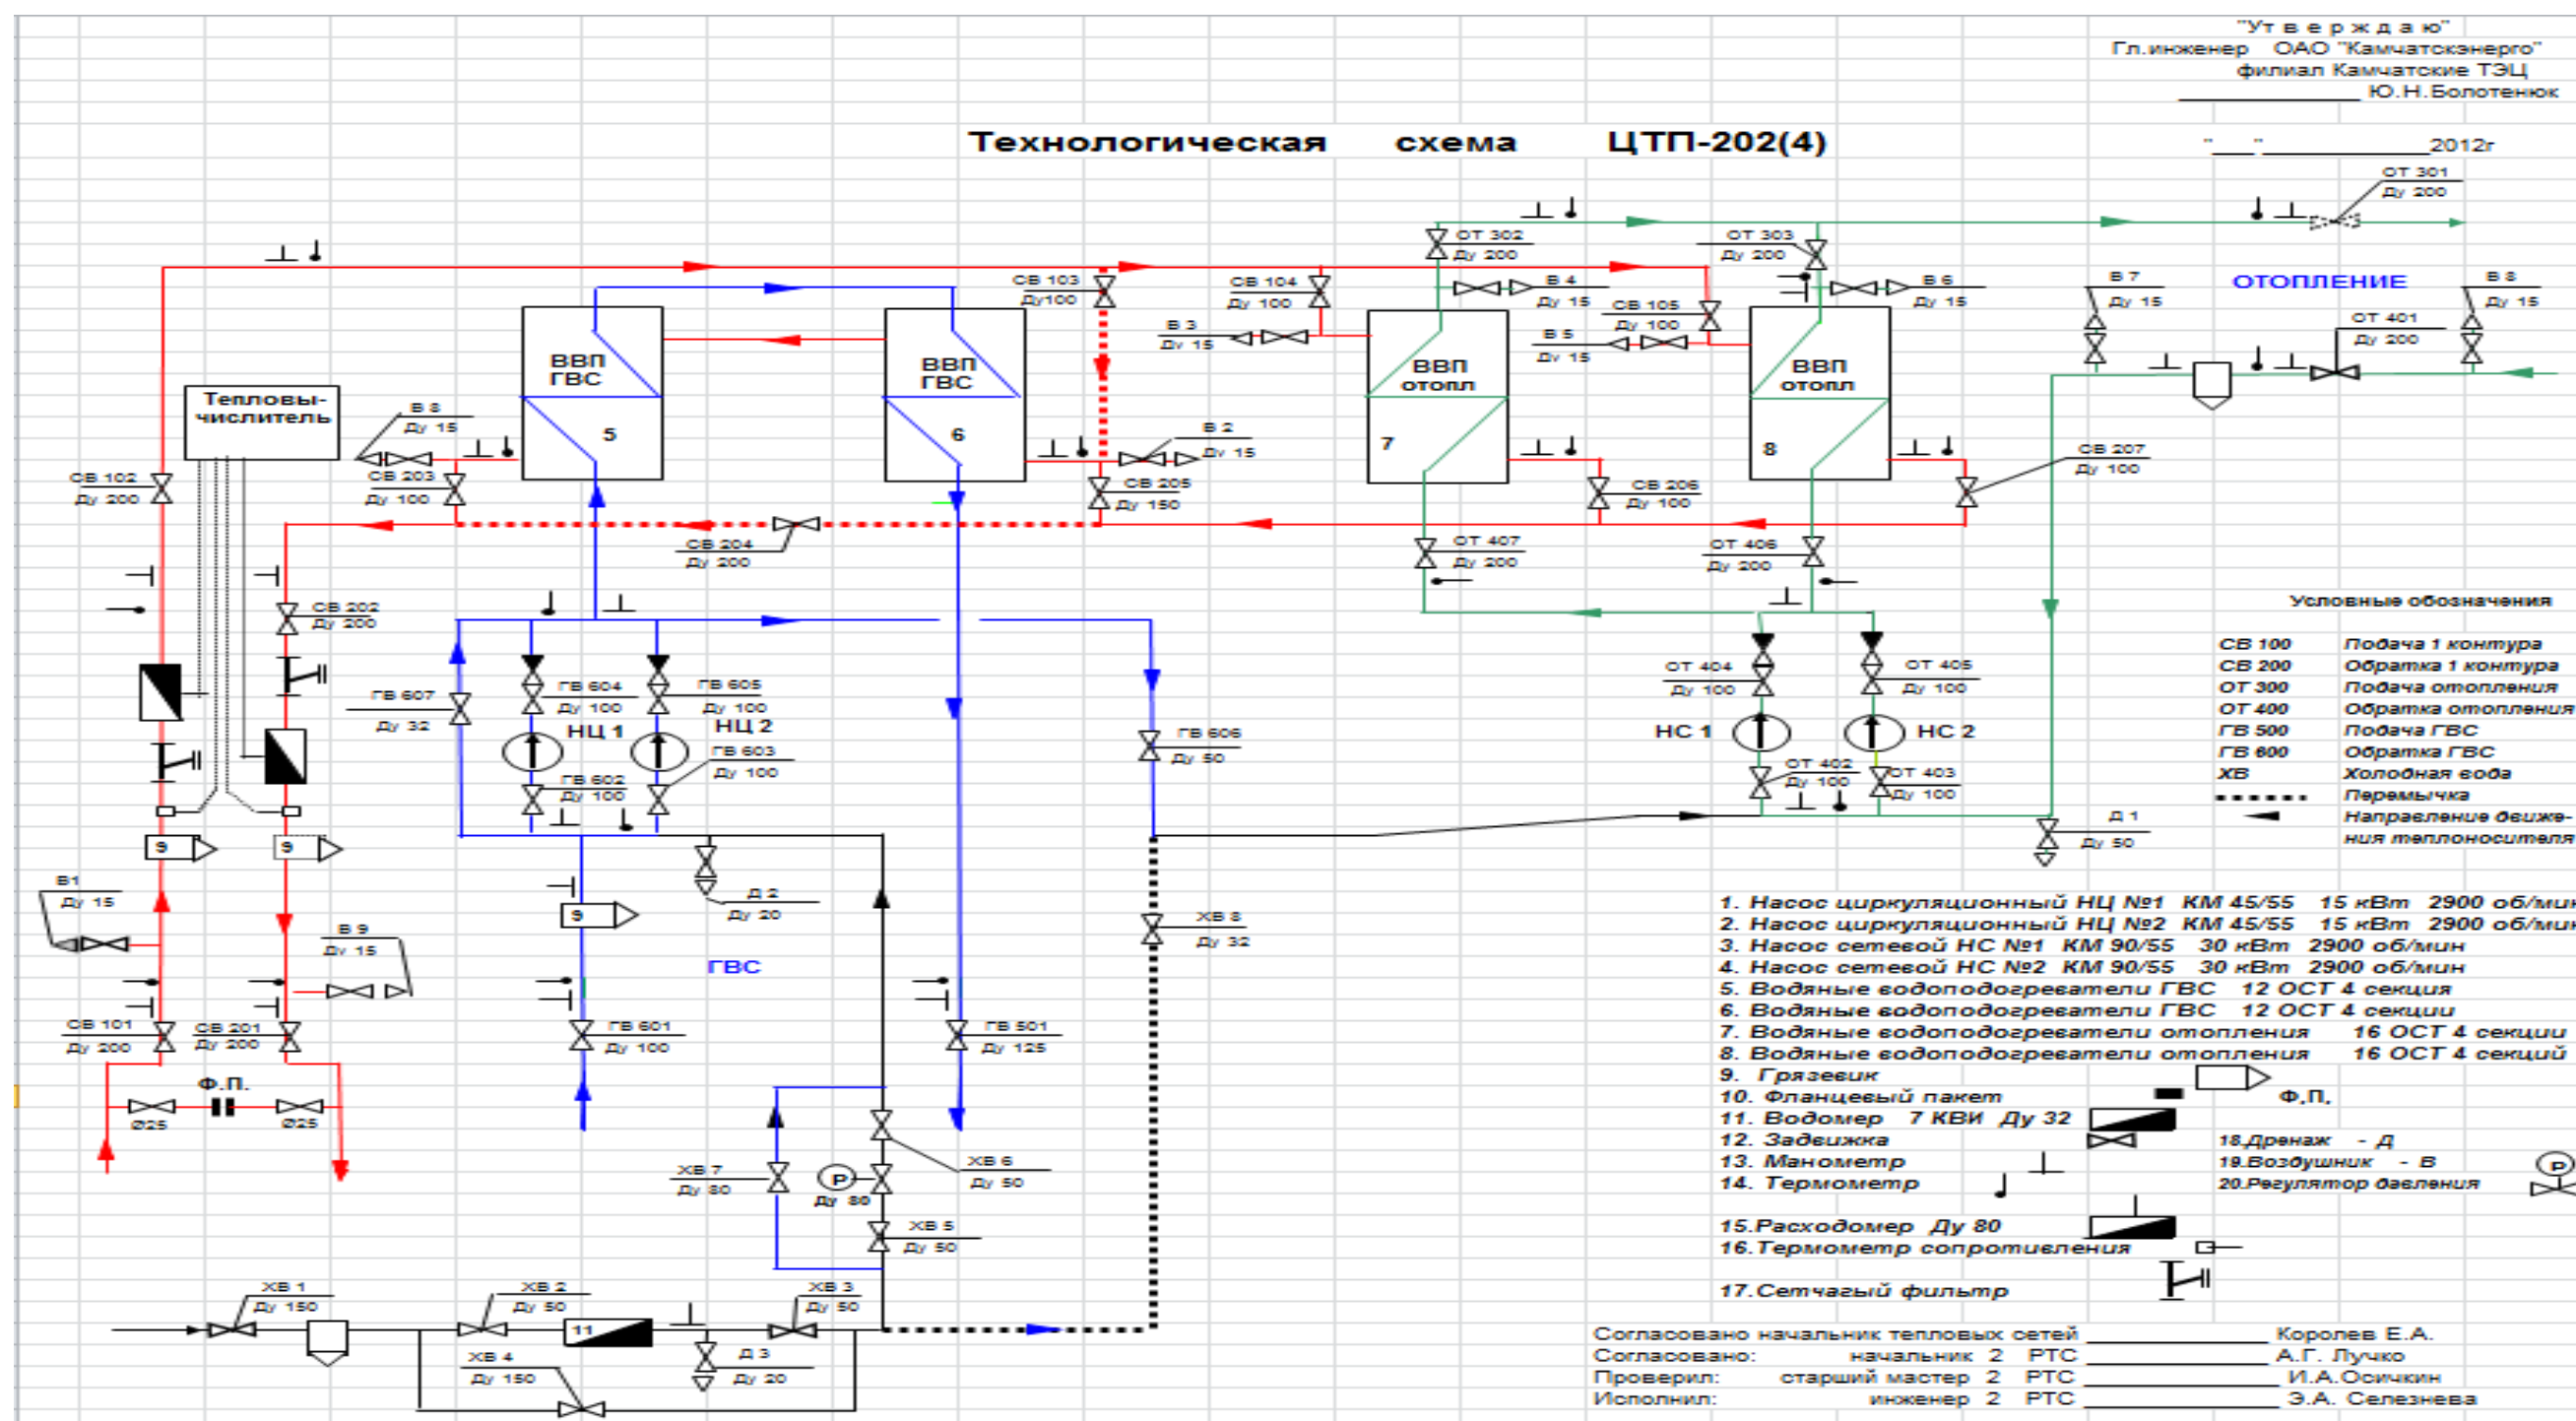 "Ут в е р ж д а ю"
Гл.инженер ОАО "Камчатскэнерго"
филиал Камчатские ТЭЦ
Ю.Н.Болотенюк
Технологическая схема ЦТП-202(4)
"___"____________2012г
ОТ 301
Ду 200
ОТ 302
Ду 200
ОТ 303
Ду 200
СВ 103
Ду100
СВ 104
Ду 100
В 4
Ду 15
СВ 105
Ду 100
В 6
Ду 15
В 7
Ду 15
ОТОПЛЕНИЕ
В 8
Ду 15
В 3
Ду 15
В 5
Ду 15
ОТ 401
Ду 200
ВВП
ГВС
5
ВВП
ГВС
6
ВВП
отопл
7
ВВП
отопл
8
Тепловы-
числитель
В 8
Ду 15
В 2
Ду 15
СВ 102
Ду 200
СВ 203
Ду 100
СВ 205
Ду 150
СВ 206
Ду 100
СВ 207
Ду 100
СВ 204
Ду 200
ОТ 407
Ду 200
ОТ 406
Ду 200
СВ 202
Ду 200
ГВ 607
Ду 32
ГВ 604
Ду 100
ГВ 605
Ду 100
НЦ 1
НЦ 2
ГВ 603
Ду 100
ГВ 602
Ду 100
ГВ 606
Ду 50
ОТ 404
Ду 100
ОТ 405
Ду 100
НС 1
НС 2
ОТ 402
Ду 100
ОТ 403
Ду 100
Д 1
Ду 50
Условные обозначения
СВ 100 Подача 1 контура
СВ 200 Обратка 1 контура
ОТ 300 Подача отопления
ОТ 400 Обратка отопления
ГВ 500 Подача ГВС
ГВ 600 Обратка ГВС
ХВ Холодная вода
Перемычка
Направление движе-
ния теплоносителя
9
9
В1
Ду 15
В 9
Ду 15
9
Д 2
Ду 20
ГВС
ХВ 8
Ду 32
СВ 101
Ду 200
СВ 201
Ду 200
ГВ 601
Ду 100
ГВ 501
Ду 125
Ф.П.
Ø25
Ø25
ХВ 7
Ду 80
Р
Ду 80
ХВ 6
Ду 50
ХВ 5
Ду 50
ХВ 1
Ду 150
ХВ 2
Ду 50
ХВ 3
Ду 50
11
ХВ 4
Ду 150
Д 3
Ду 20
1. Насос циркуляционный НЦ №1 КМ 45/55 15 кВт 2900 об/мин
2. Насос циркуляционный НЦ №2 КМ 45/55 15 кВт 2900 об/мин
3. Насос сетевой НС №1 КМ 90/55 30 кВт 2900 об/мин
4. Насос сетевой НС №2 КМ 90/55 30 кВт 2900 об/мин
5. Водяные водоподогреватели ГВС 12 ОСТ 4 секция
6. Водяные водоподогреватели ГВС 12 ОСТ 4 секции
7. Водяные водоподогреватели отопления 16 ОСТ 4 секции
8. Водяные водоподогреватели отопления 16 ОСТ 4 секций
9. Грязевик
10. Фланцевый пакет Ф.П.
11. Водомер 7 КВИ Ду 32
12. Задвижка
18.Дренаж - Д
13. Манометр
19.Воздушник - В
14. Термометр
20.Регулятор давления
Р
15.Расходомер Ду 80
16.Термометр сопротивления
17.Сетчатый фильтр
Согласовано начальник тепловых сетей ____________ Королев Е.А.
Согласовано: начальник 2 РТС ____________ А.Г. Лучко
Проверил: старший мастер 2 РТС ____________ И.А.Осичкин
Исполнил: инженер 2 РТС ____________ Э.А. Селезнева